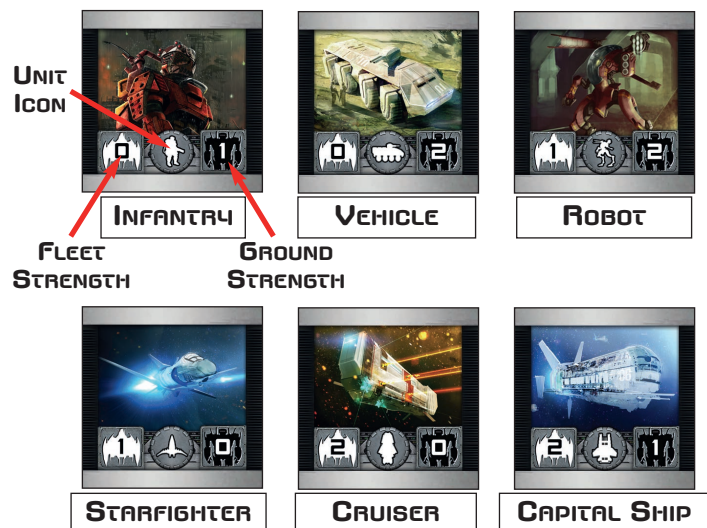 Unit
Icon
0 1
0 2
1 2
Infantry
Vehicle
Robot
Fleet
Strength
Ground
Strength
1 0
2 0
2 1
Starfighter
Cruiser
Capital Ship